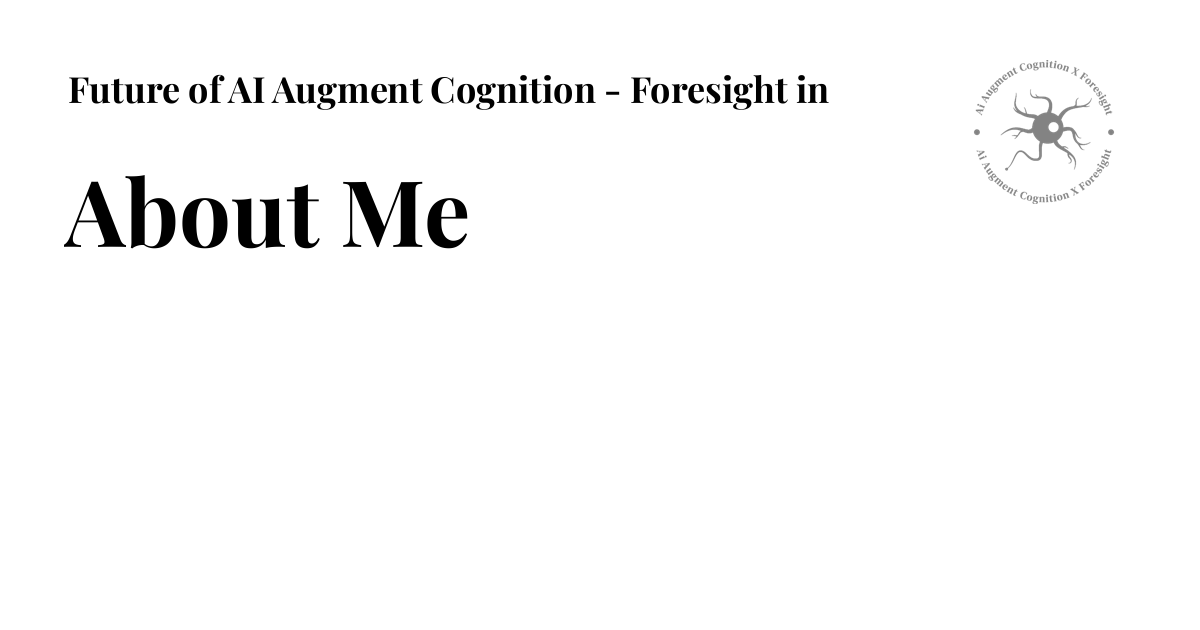 Future of AI Augment Cognition - Foresight in
Ai Augment Cognition X Foresight
Ai Augment Cognition X Foresight
About Me